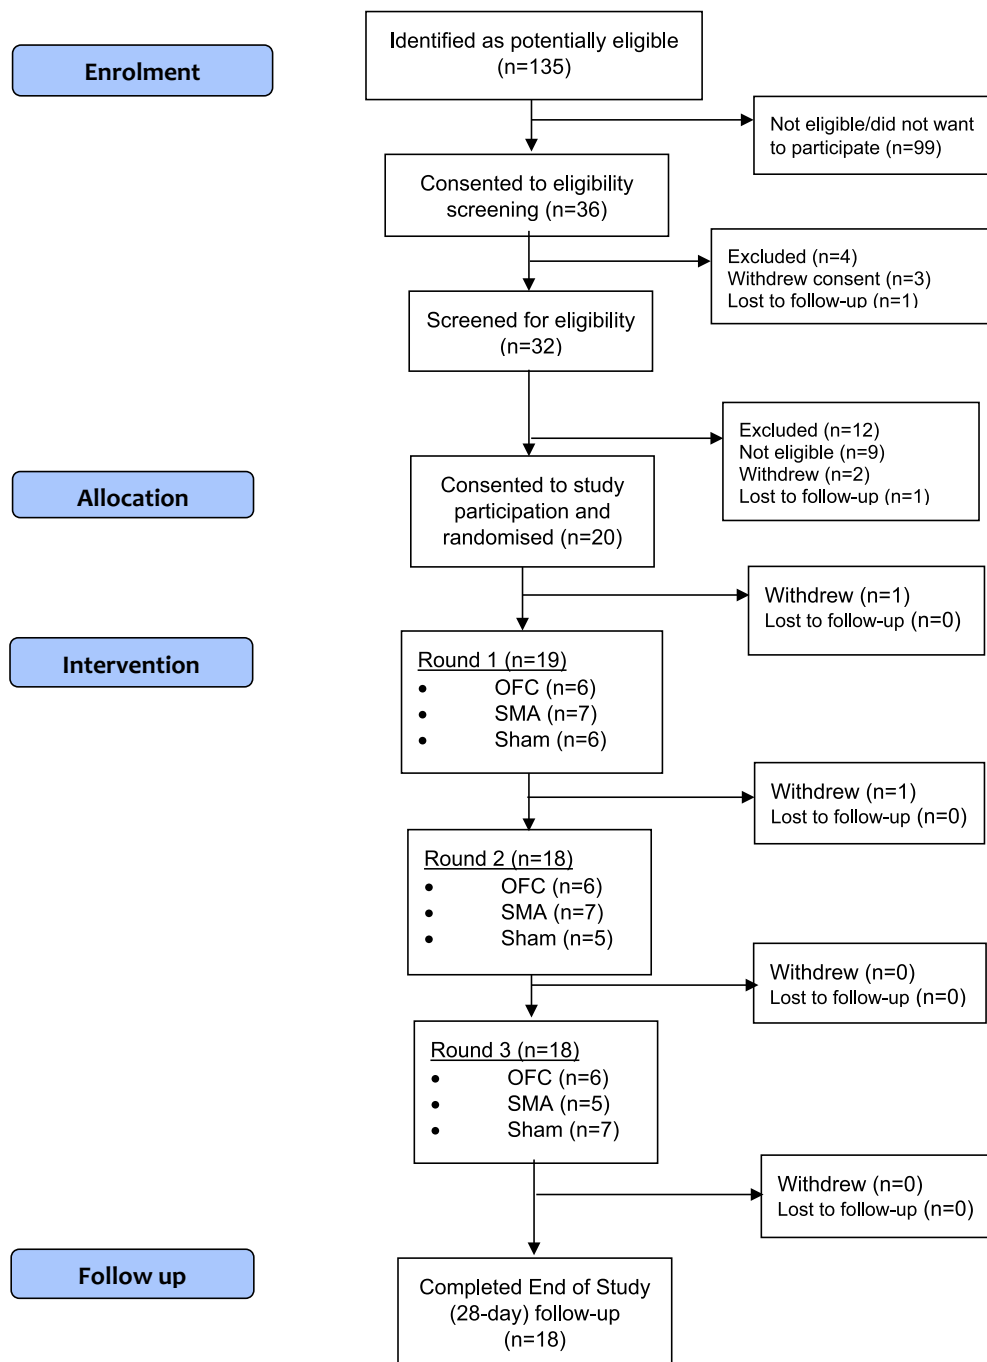 Enrolment
Identified as potentially eligible
(n=135)
Not eligible/did not want
to participate (n=99)
Consented to eligibility
screening (n=36)
Excluded (n=4)
Withdrew consent (n=3)
Lost to follow-up (n=1)
Screened for eligibility
(n=32)
Excluded (n=12)
Not eligible (n=9)
Withdrew (n=2)
Lost to follow-up (n=1)
Allocation
Consented to study
participation and
randomised (n=20)
Withdrew (n=1)
Lost to follow-up (n=0)
Intervention
Round 1 (n=19)
• OFC (n=6)
• SMA (n=7)
• Sham (n=6)
Withdrew (n=1)
Lost to follow-up (n=0)
Round 2 (n=18)
• OFC (n=6)
• SMA (n=7)
• Sham (n=5)
Withdrew (n=0)
Lost to follow-up (n=0)
Round 3 (n=18)
• OFC (n=6)
• SMA (n=5)
• Sham (n=7)
Withdrew (n=0)
Lost to follow-up (n=0)
Follow up
Completed End of Study
(28-day) follow-up
(n=18)